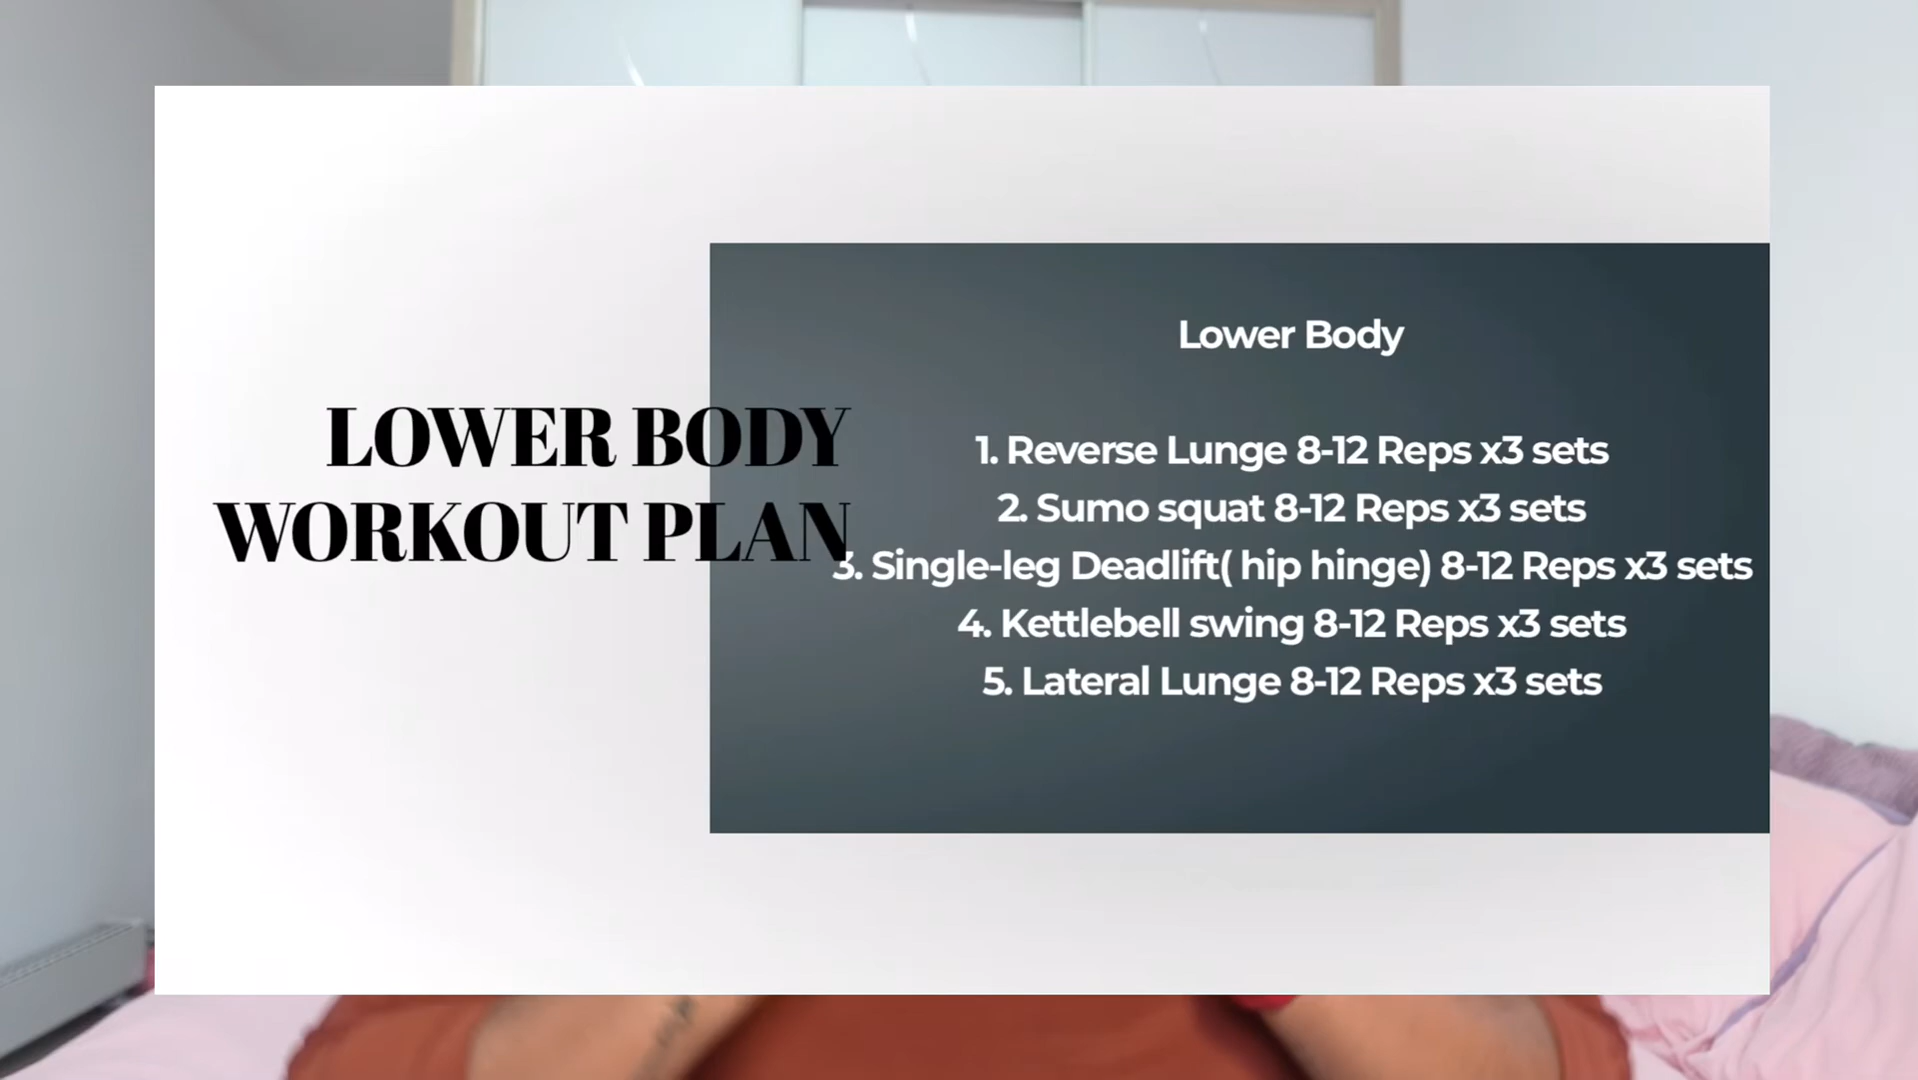 LOWER BODY
WORKOUT PLAN
Lower Body
1. Reverse Lunge 8-12 Reps x3 sets
2. Sumo squat 8-12 Reps x3 sets
3. Single-leg Deadlift( hip hinge) 8-12 Reps x3 sets
4. Kettlebell swing 8-12 Reps x3 sets
5. Lateral Lunge 8-12 Reps x3 sets